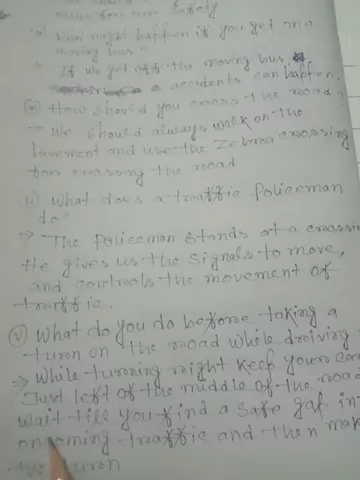 safety
What might happen if you get on a
moving bus"
If we get off the moving bus,
a accidents can happen.
How should you cross the road?
→ We should always walk on the
pavement and use the Zebra crossing
for crossing the road
What does a traffic policeman
do"
→ The policeman stands at a crossin
He gives us the signals to move,
and controls the movement of
traffic.
(v) What do you do before taking a
turn on the road while driving
→ While turning right keep your
Just left of the middle of the road
wait till you find a safe gap in
oncoming traffic and then mak
turn